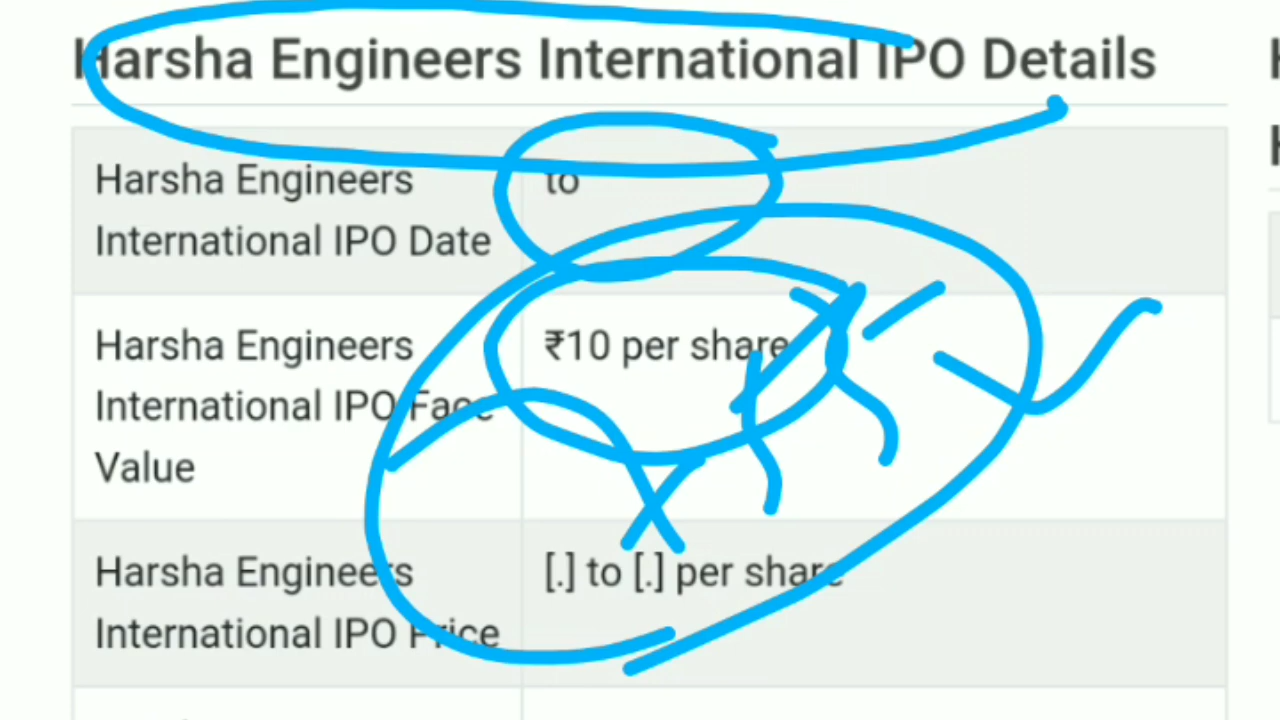 Harsha Engineers International IPO Details
Harsha Engineers
International IPO Date
to
Harsha Engineers
International IPO Face
Value
₹10 per share
Harsha Engineers
International IPO Price
[.] to [.] per share